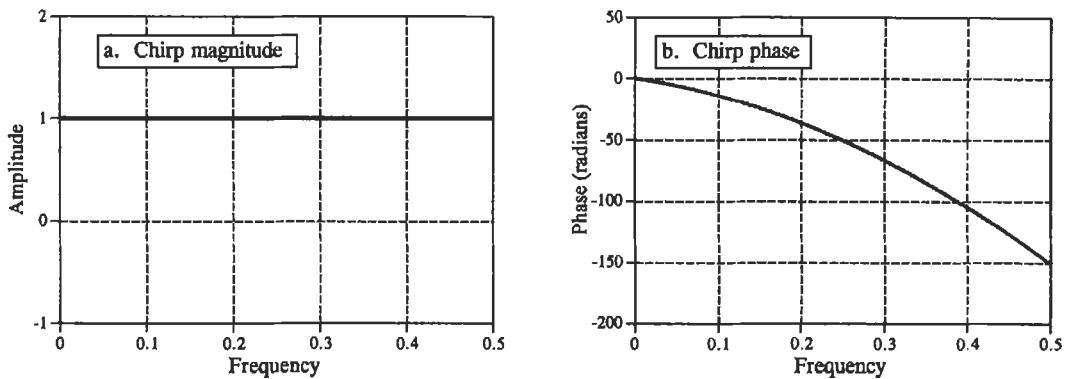 a. Chirp magnitude
Amplitude
2
1
0
-1
0 0.1 0.2 0.3 0.4 0.5
Frequency
b. Chirp phase
Phase (radians)
50
0
-50
-100
-150
-200
0 0.1 0.2 0.3 0.4 0.5
Frequency